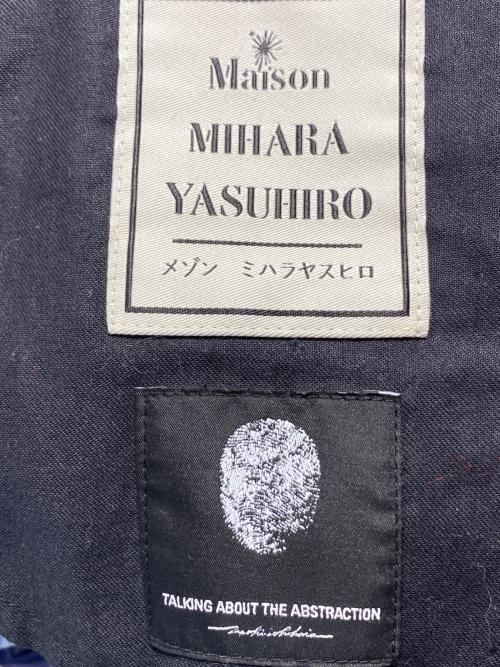 Maison
MIHARA
YASUHIRO
メゾン ミハラヤスヒロ
TALKING ABOUT THE ABSTRACTION